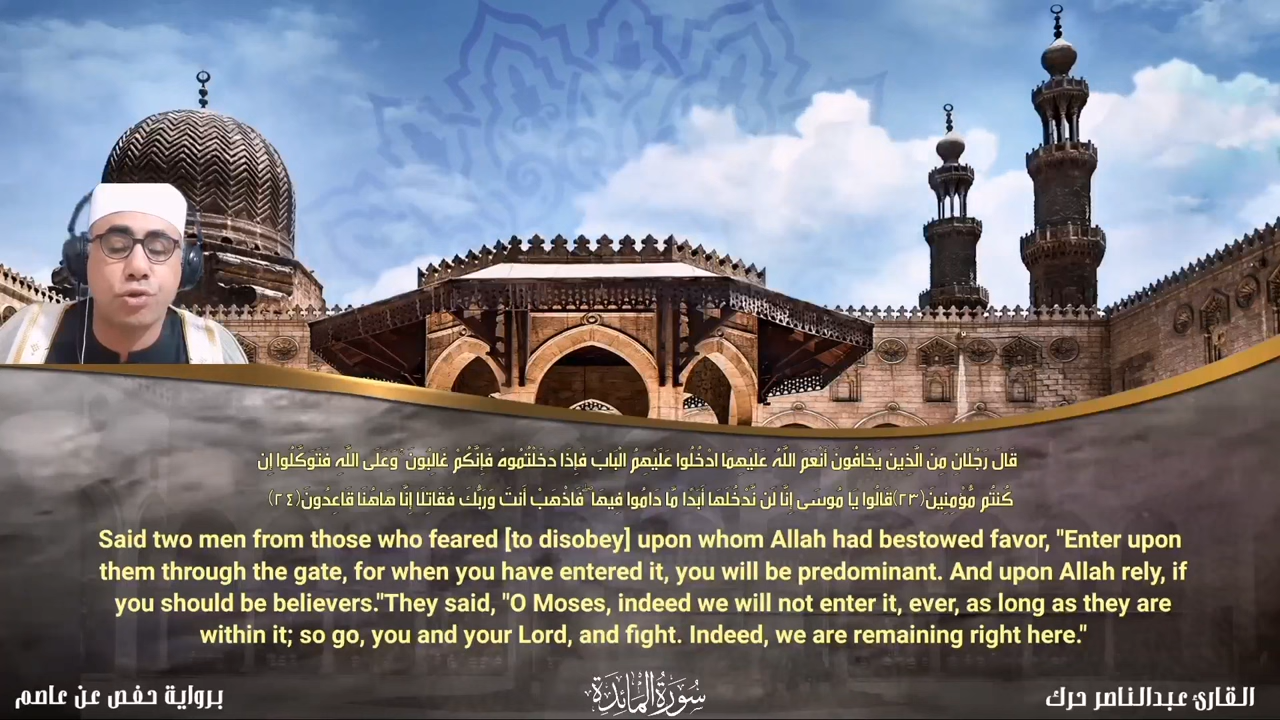 قَالَ رَجُلَانِ مِنَ الَّذِينَ يَخَافُونَ أَنْعَمَ اللَّهُ عَلَيْهِمَا ادْخُلُوا عَلَيْهِمُ الْبَابَ فَإِذَا دَخَلْتُمُوهُ فَإِنَّكُمْ غَالِبُونَ ۚ وَعَلَى اللَّهِ فَتَوَكَّلُوا إِن
كُنتُم مُّؤْمِنِينَ(٢٣)قَالُوا يَا مُوسَىٰ إِنَّا لَن نَّدْخُلَهَا أَبَدًا مَّا دَامُوا فِيهَا ۖ فَاذْهَبْ أَنتَ وَرَبُّكَ فَقَاتِلَا إِنَّا هَاهُنَا قَاعِدُونَ(٢٤)
Said two men from those who feared [to disobey] upon whom Allah had bestowed favor, "Enter upon
them through the gate, for when you have entered it, you will be predominant. And upon Allah rely, if
you should be believers."They said, "O Moses, indeed we will not enter it, ever, as long as they are
within it; so go, you and your Lord, and fight. Indeed, we are remaining right here."
القارئ عبدالناصر حرك
سُورَةُ المَائِدَةِ
برواية حفص عن عاصم